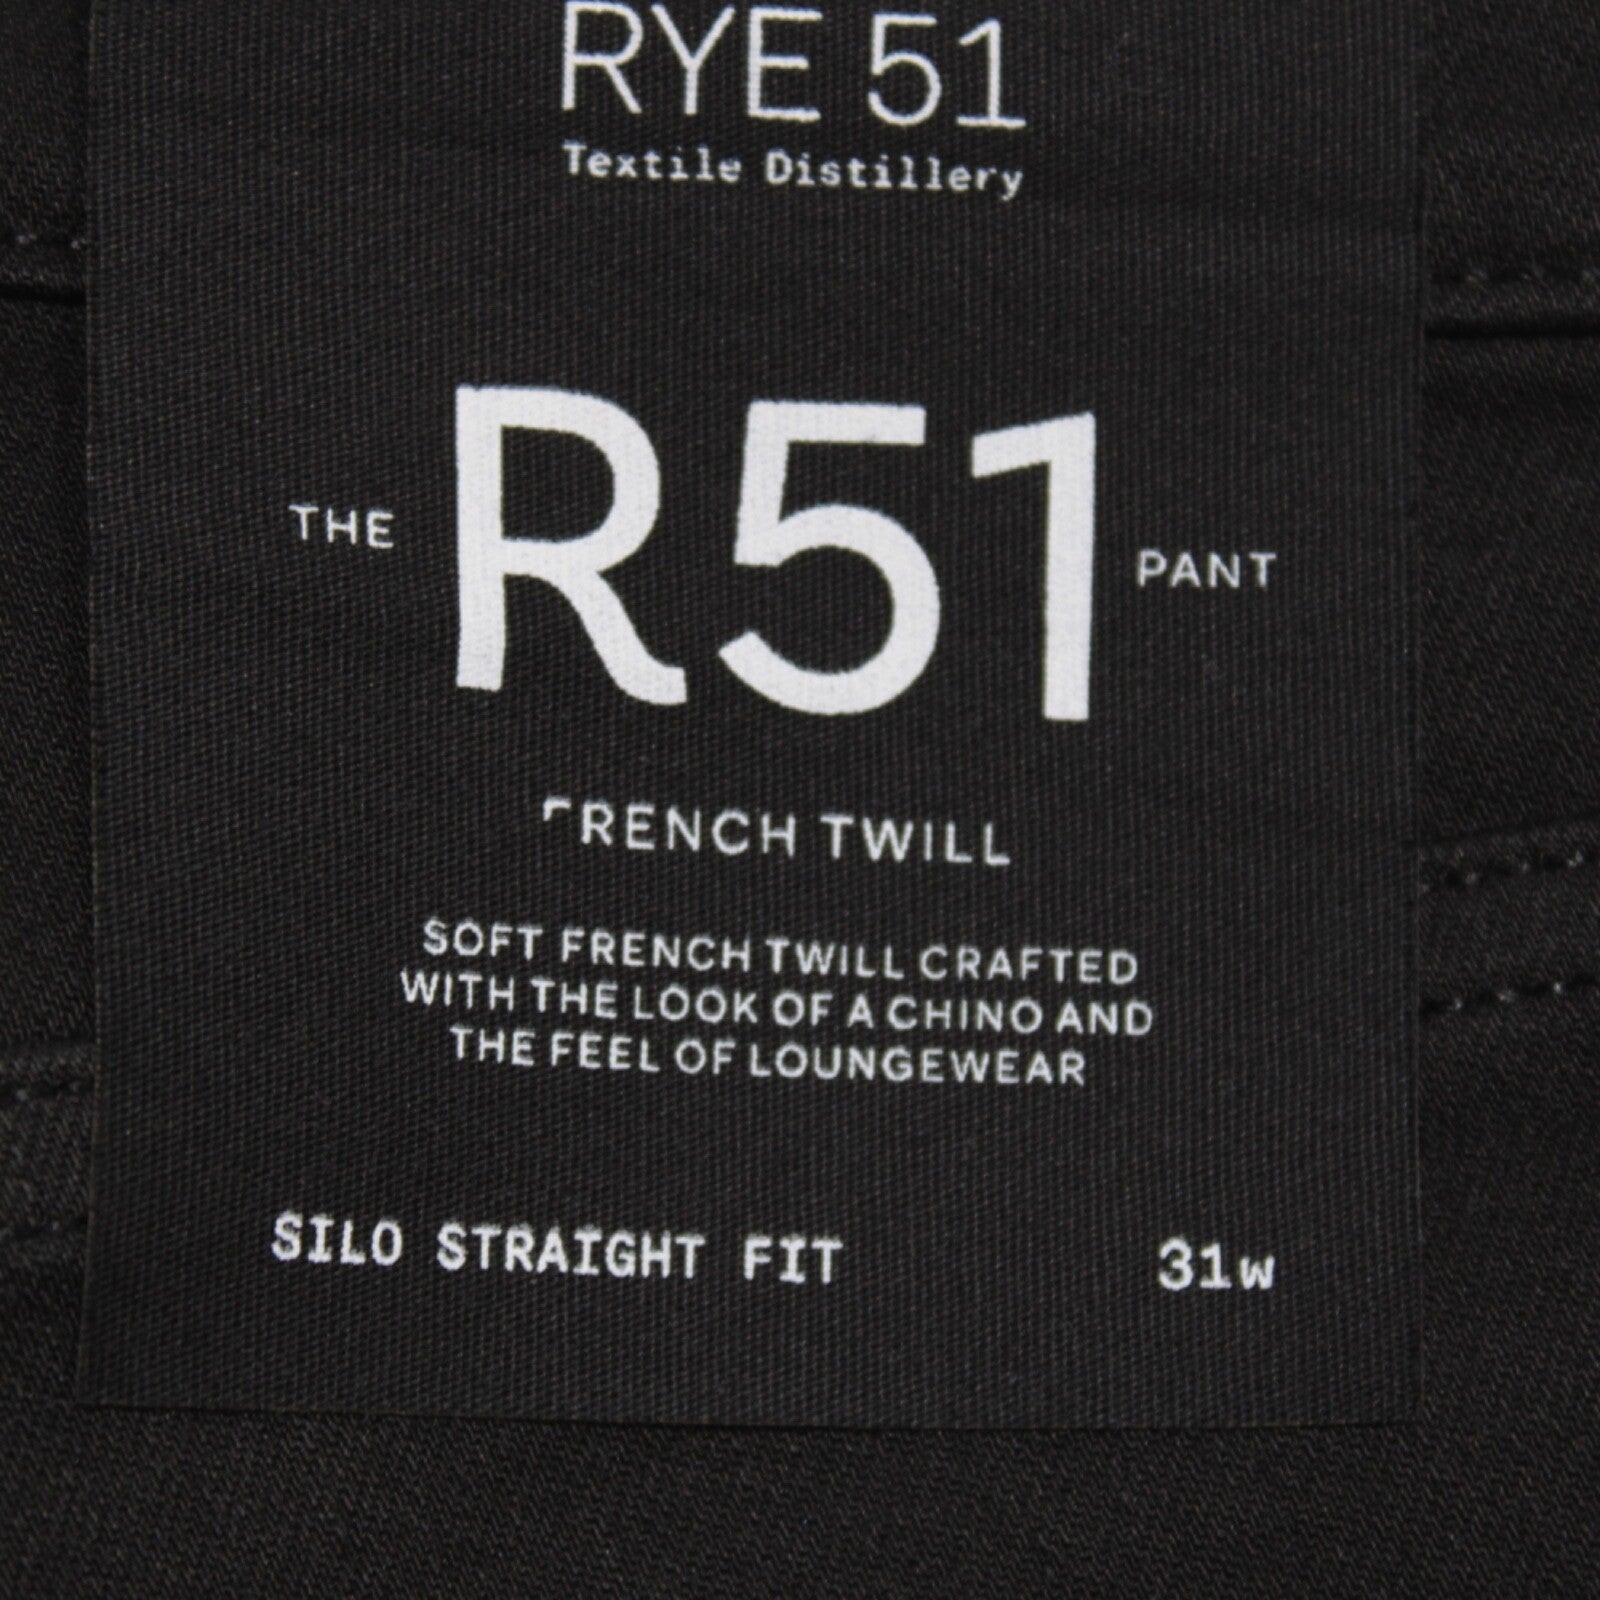 RYE 51
Textile Distillery
THE R51 PANT
FRENCH TWILL
SOFT FRENCH TWILL CRAFTED
WITH THE LOOK OF A CHINO AND
THE FEEL OF LOUNGEWEAR
SILO STRAIGHT FIT 31w